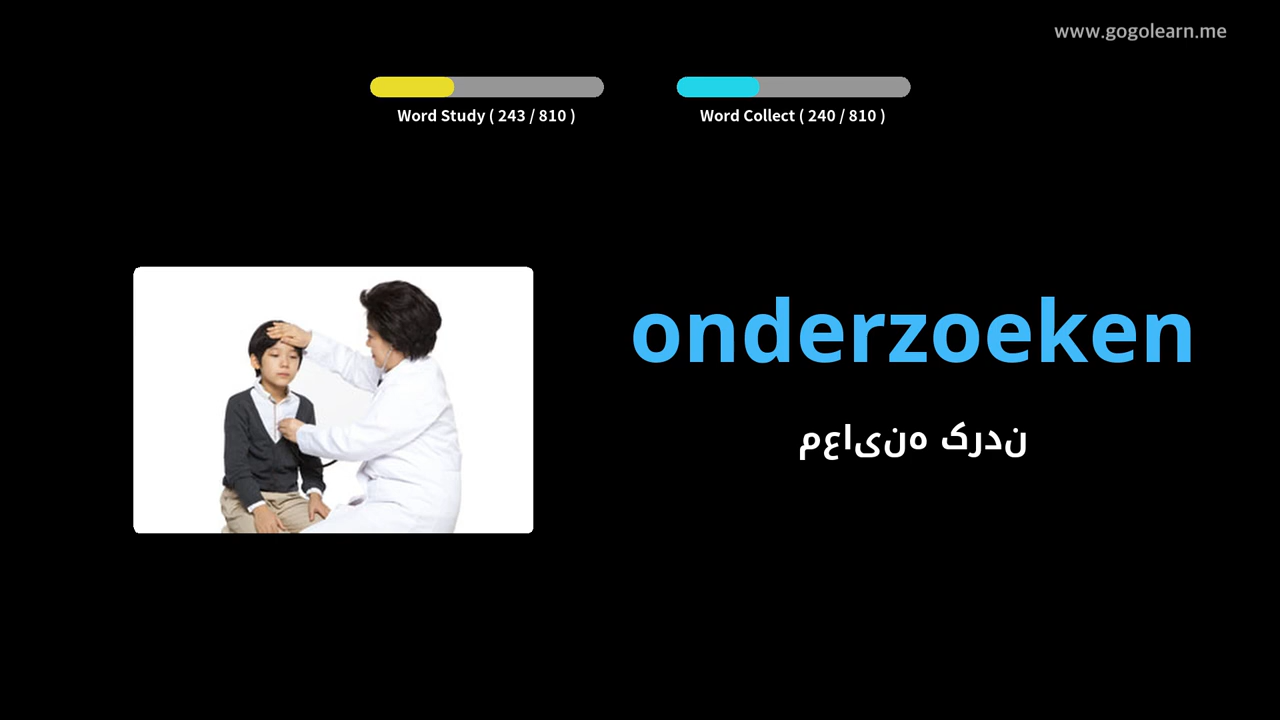 www.gogolearn.me
Word Study ( 243 / 810 )
Word Collect ( 240 / 810 )
onderzoeken
معاینه کردن